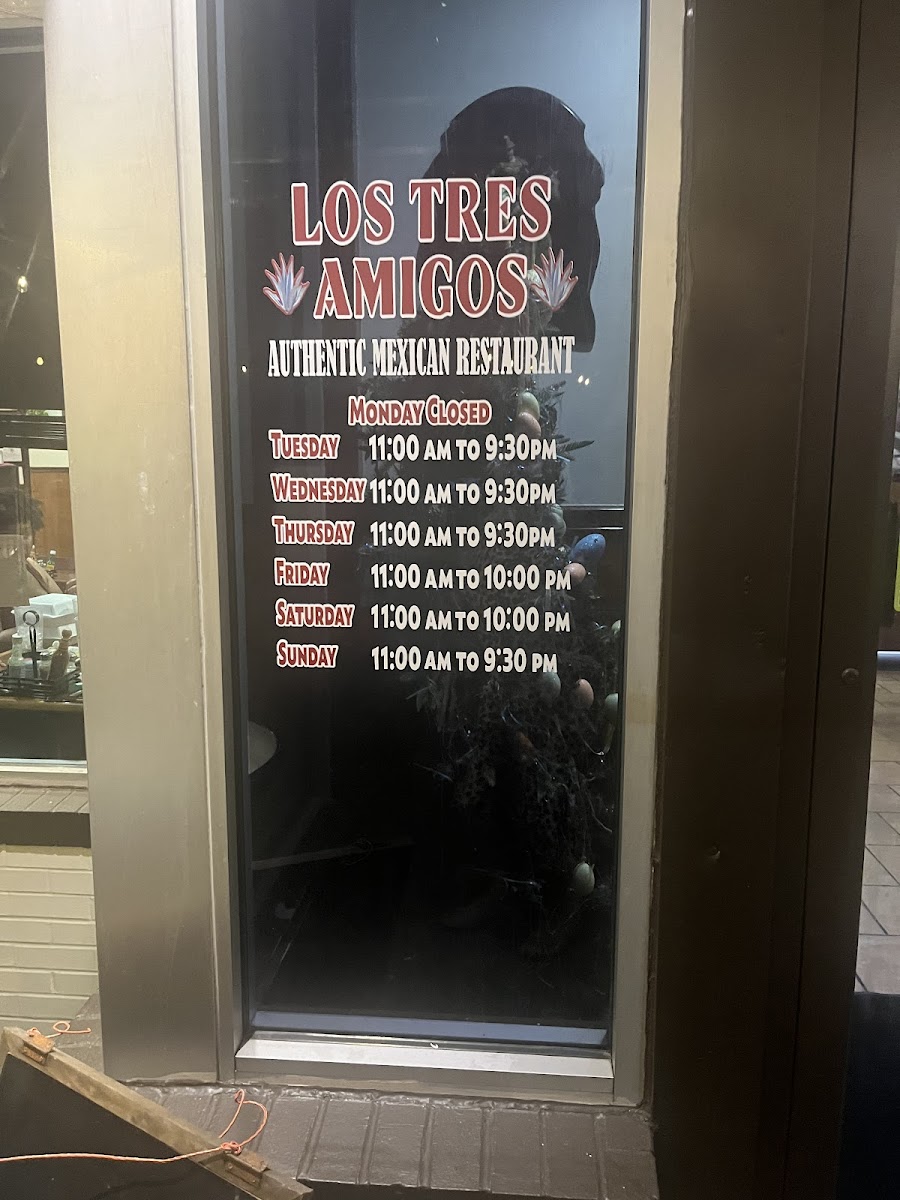 LOS TRES
AMIGOS
AUTHENTIC MEXICAN RESTAURANT
MONDAY CLOSED
TUESDAY 11:00 AM TO 9:30PM
WEDNESDAY 11:00 AM TO 9:30PM
THURSDAY 11:00 AM TO 9:30PM
FRIDAY 11:00 AM TO 10:00 PM
SATURDAY 11:00 AM TO 10:00 PM
SUNDAY 11:00 AM TO 9:30 PM